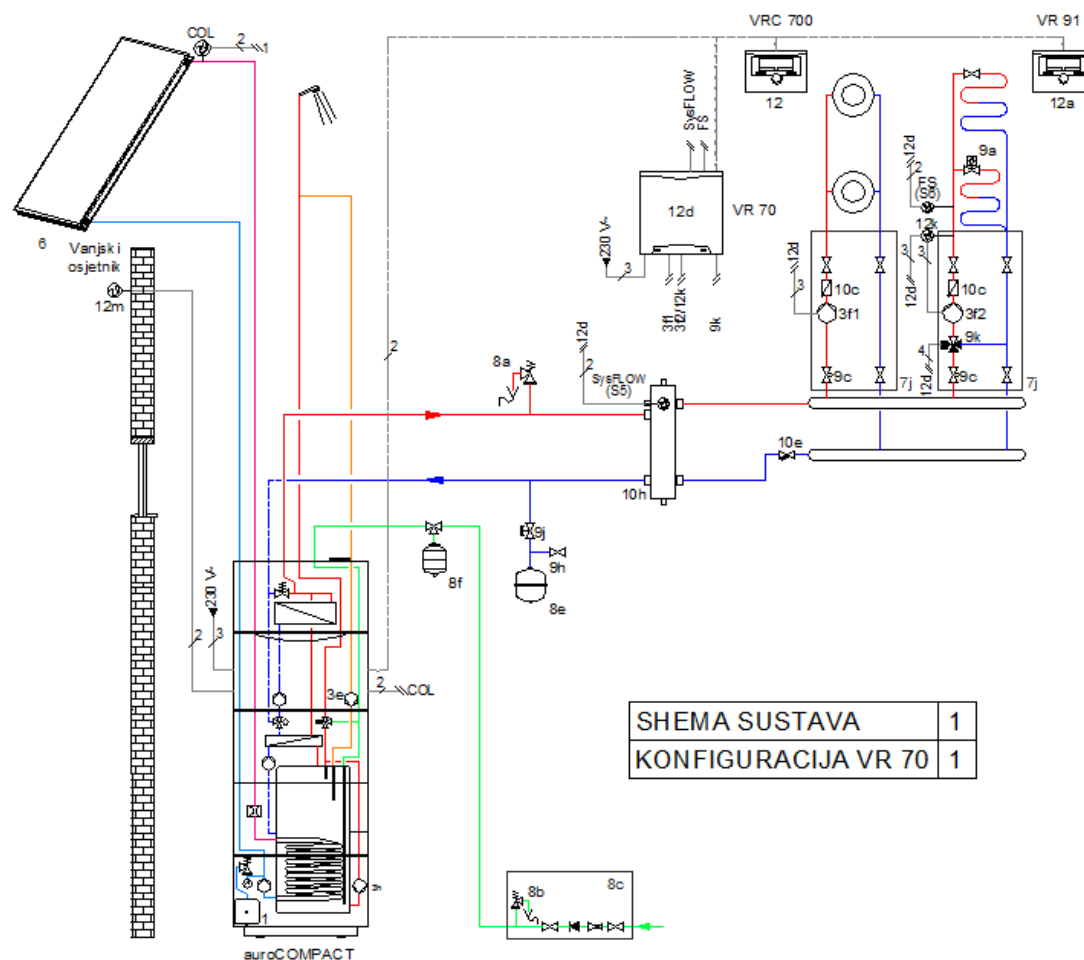 VRC 700
VR 91
COL
2
1
2
12
12a
SysFLOW
FS
12d
VR 70
230 V~
3
3f1
3f2/12k
9k
6
Vanjski
osjetnik
12m
12d
2
9a
FS
(S6)
12k
3
3
12d
3
12d
10c
10c
3f1
3f2
9k
4
12d
9c
9c
7j
7j
8a
12d
2
SysFLOW
(S5)
10e
10h
9j
9h
8f
8e
230 V~
2
3
3e
2
COL
SHEMA SUSTAVA 1
KONFIGURACIJA VR 70 1
1
8b
8c
auroCOMPACT